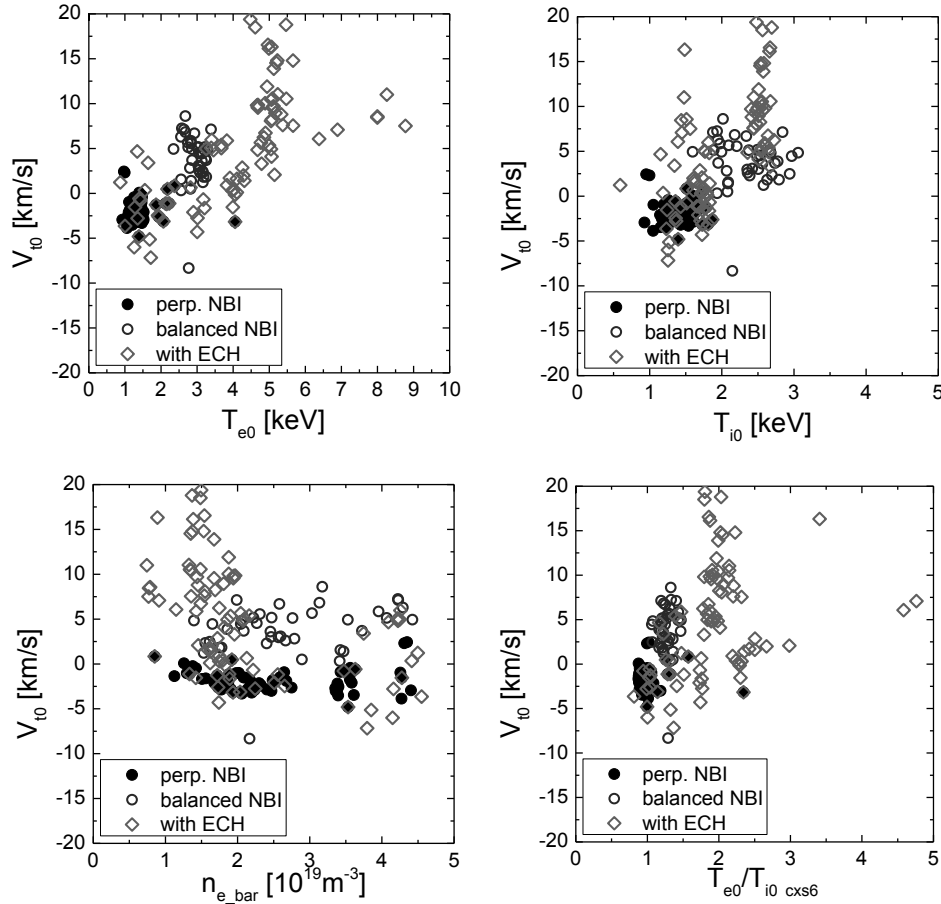 20
15
10
5
0
-5
-10
-15
-20
V_t0 [km/s]
perp. NBI
balanced NBI
with ECH
0 1 2 3 4 5 6 7 8 9 10
T_e0 [keV]
20
15
10
5
0
-5
-10
-15
-20
V_t0 [km/s]
perp. NBI
balanced NBI
with ECH
0 1 2 3 4 5
T_i0 [keV]
20
15
10
5
0
-5
-10
-15
-20
V_t0 [km/s]
perp. NBI
balanced NBI
with ECH
0 1 2 3 4 5
n_e_bar [10^19m^-3]
20
15
10
5
0
-5
-10
-15
-20
V_t0 [km/s]
perp. NBI
balanced NBI
with ECH
0 1 2 3 4 5
T_e0/T_i0 cxs6